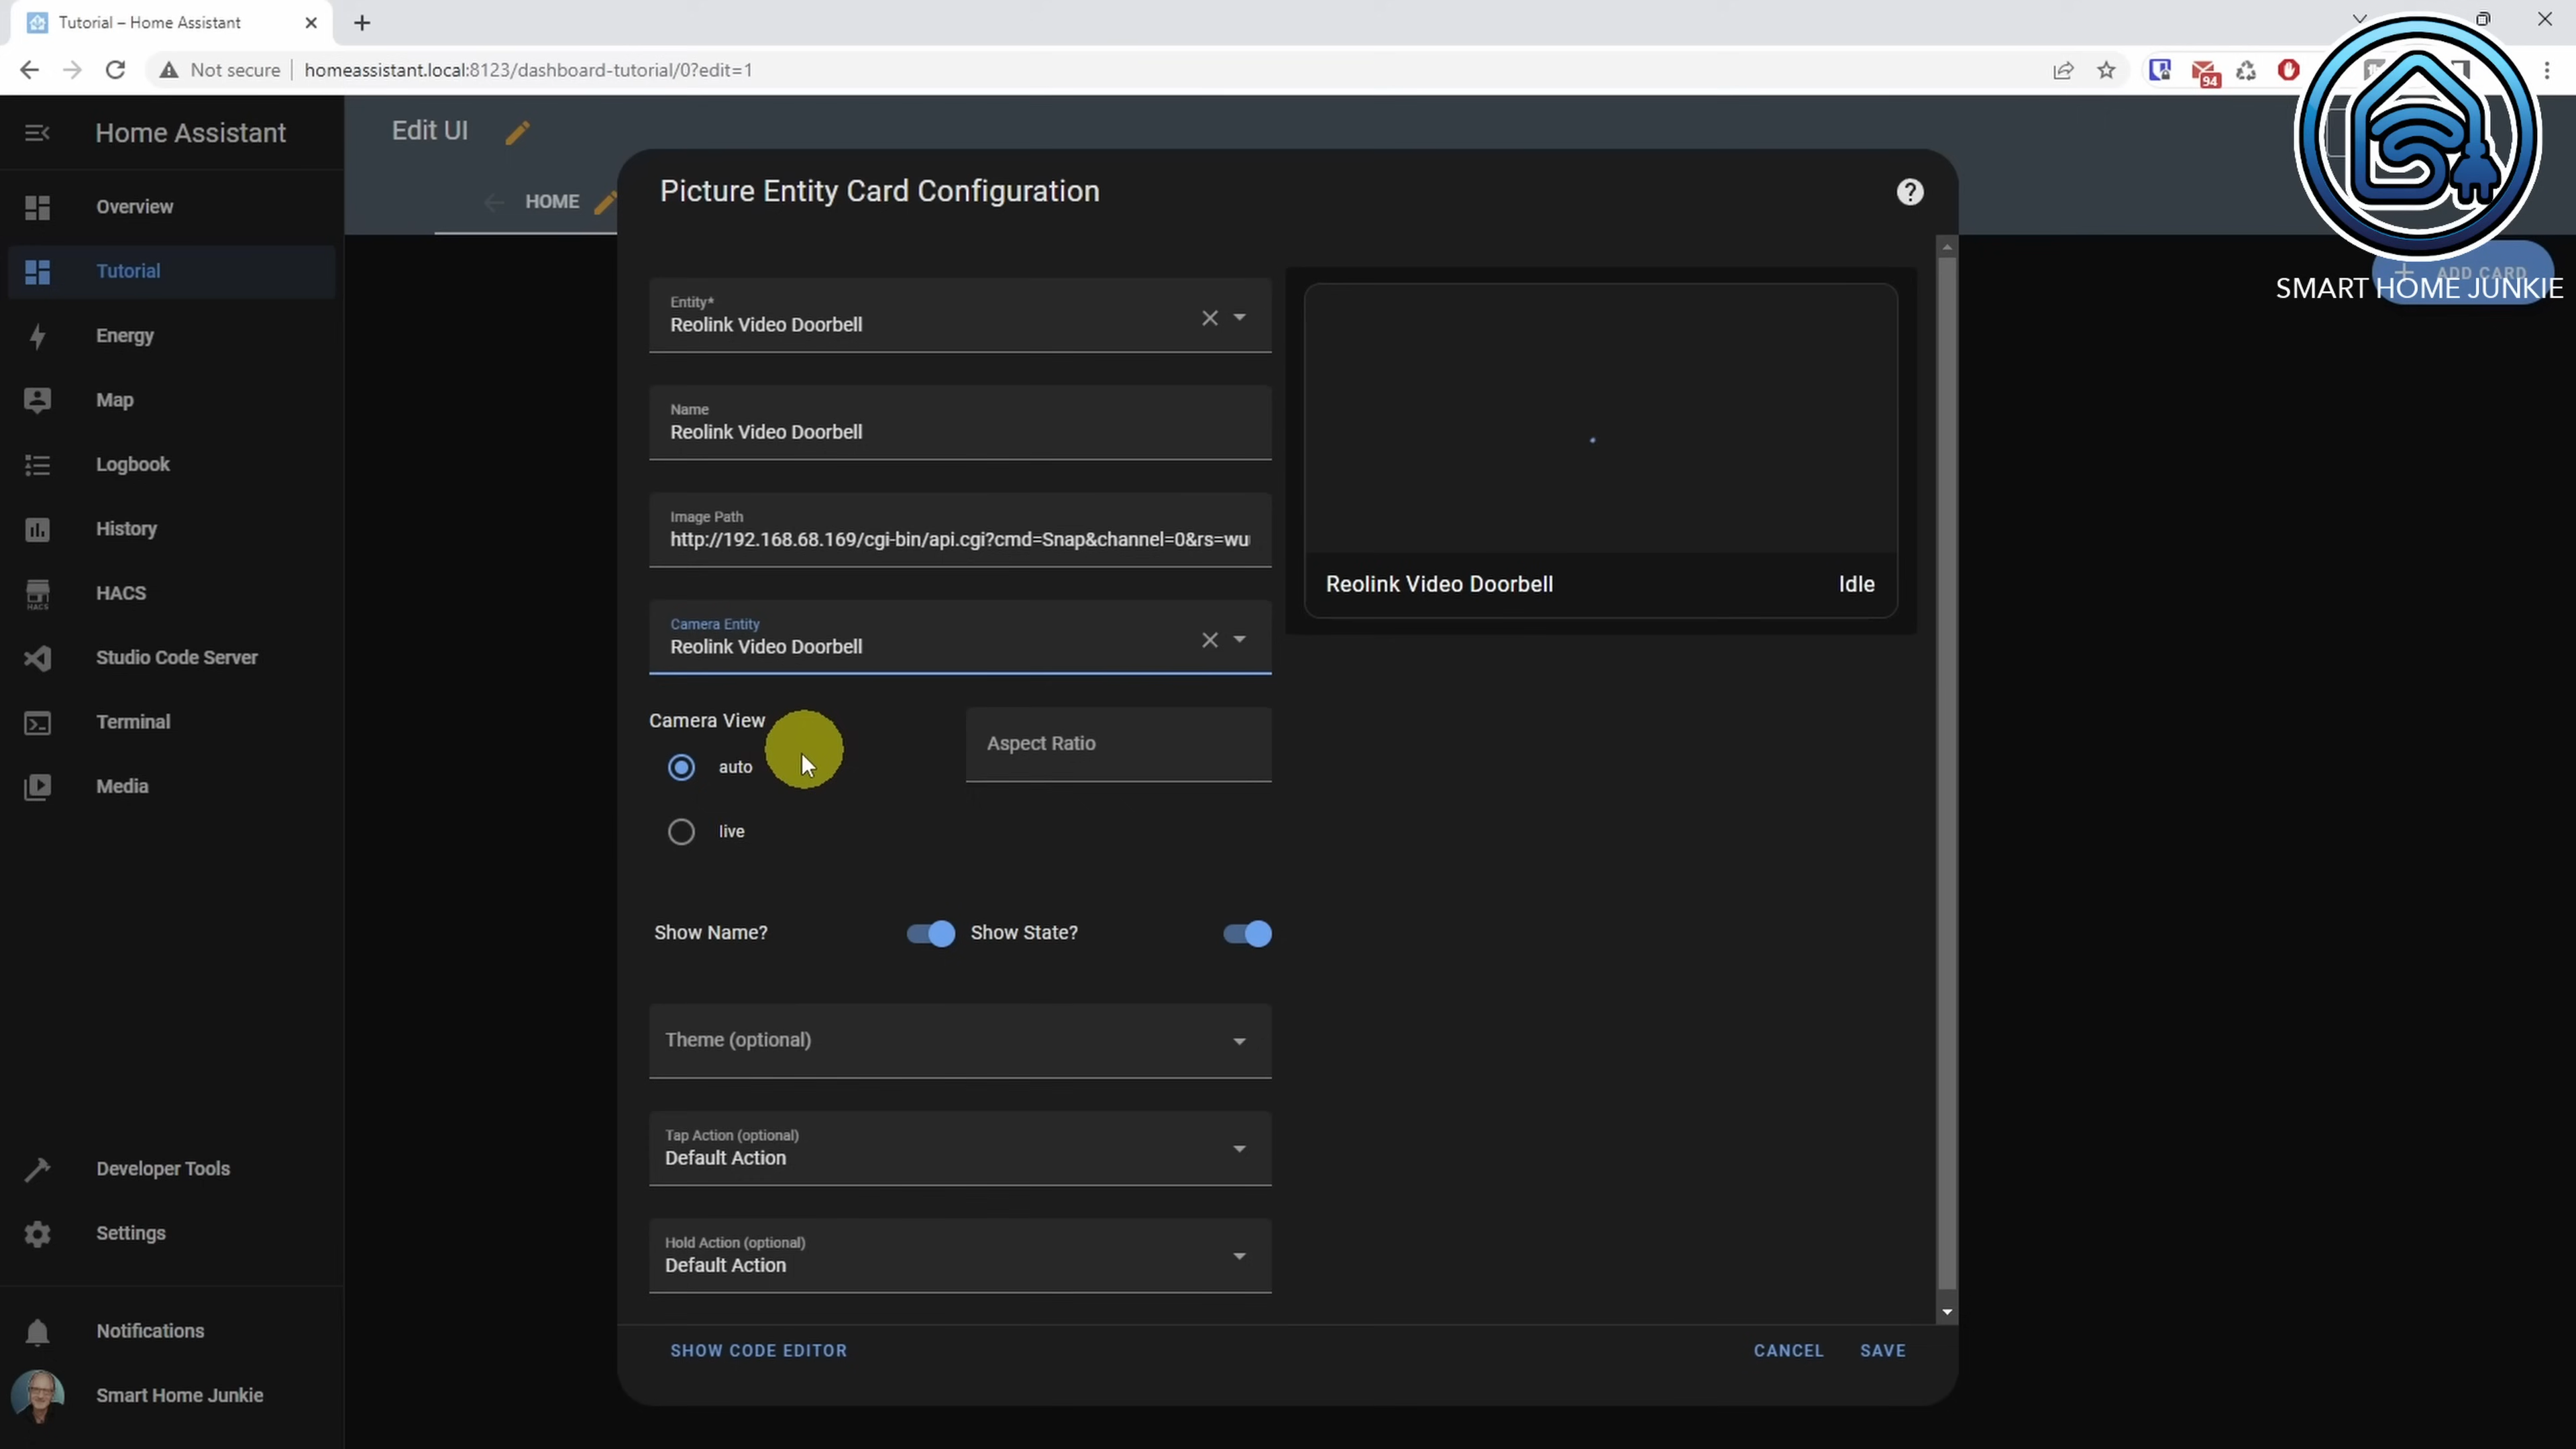 Tutorial – Home Assistant
Not secure
homeassistant.local:8123/dashboard-tutorial/0?edit=1
94
Home Assistant
Edit UI
HOME
Overview
Tutorial
Energy
Map
Logbook
History
HACS
HACS
Studio Code Server
Terminal
Media
Developer Tools
Settings
Notifications
Smart Home Junkie
Picture Entity Card Configuration
Entity*
Reolink Video Doorbell
Name
Reolink Video Doorbell
Image Path
http://192.168.68.169/cgi-bin/api.cgi?cmd=Snap&channel=0&rs=wu
Camera Entity
Reolink Video Doorbell
Camera View
auto
live
Aspect Ratio
Show Name?
Show State?
Theme (optional)
Tap Action (optional)
Default Action
Hold Action (optional)
Default Action
SHOW CODE EDITOR
CANCEL
SAVE
Reolink Video Doorbell
Idle
ADD CARD
SMART HOME JUNKIE